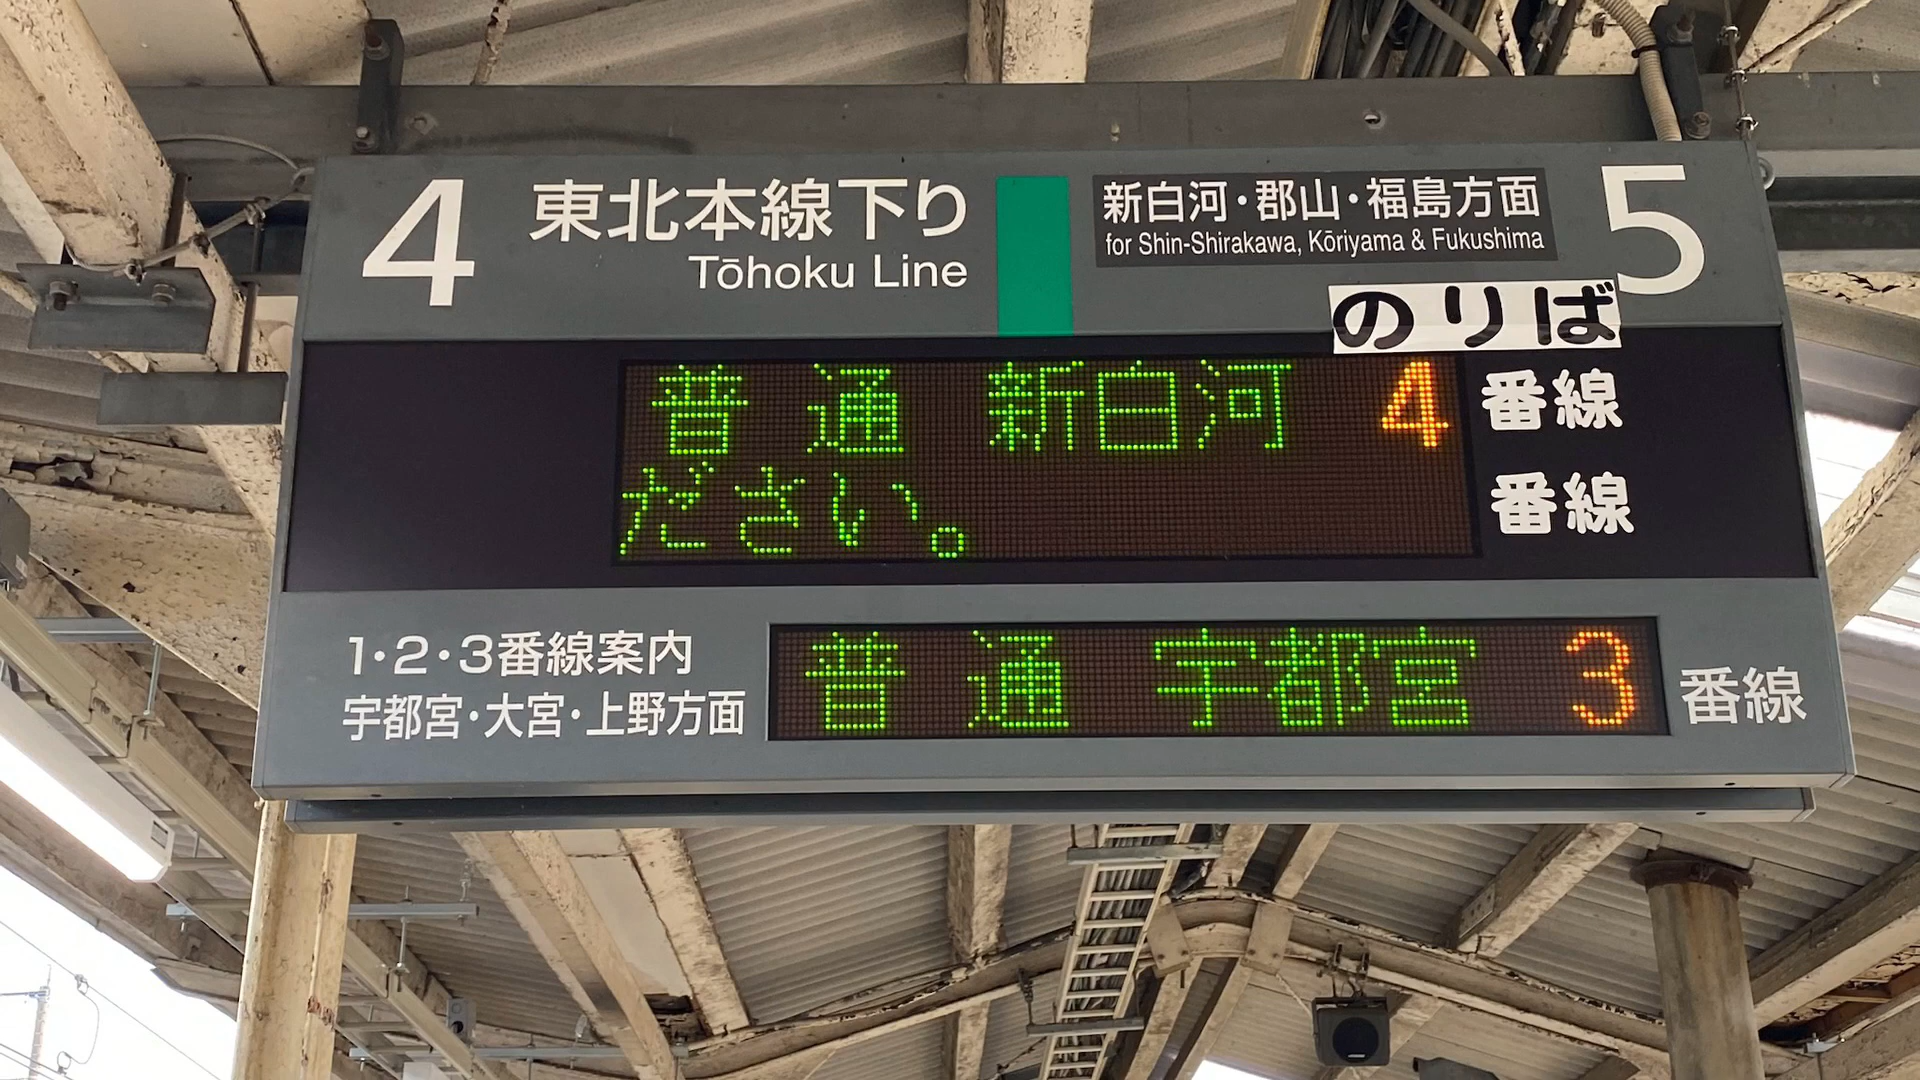 4 東北本線下り 新白河・郡山・福島方面 5
Tōhoku Line for Shin-Shirakawa, Kōriyama & Fukushima
のりば
普通 新白河 4 番線
ださい。 番線
1・2・3番線案内
宇都宮・大宮・上野方面
普通 宇都宮 3 番線